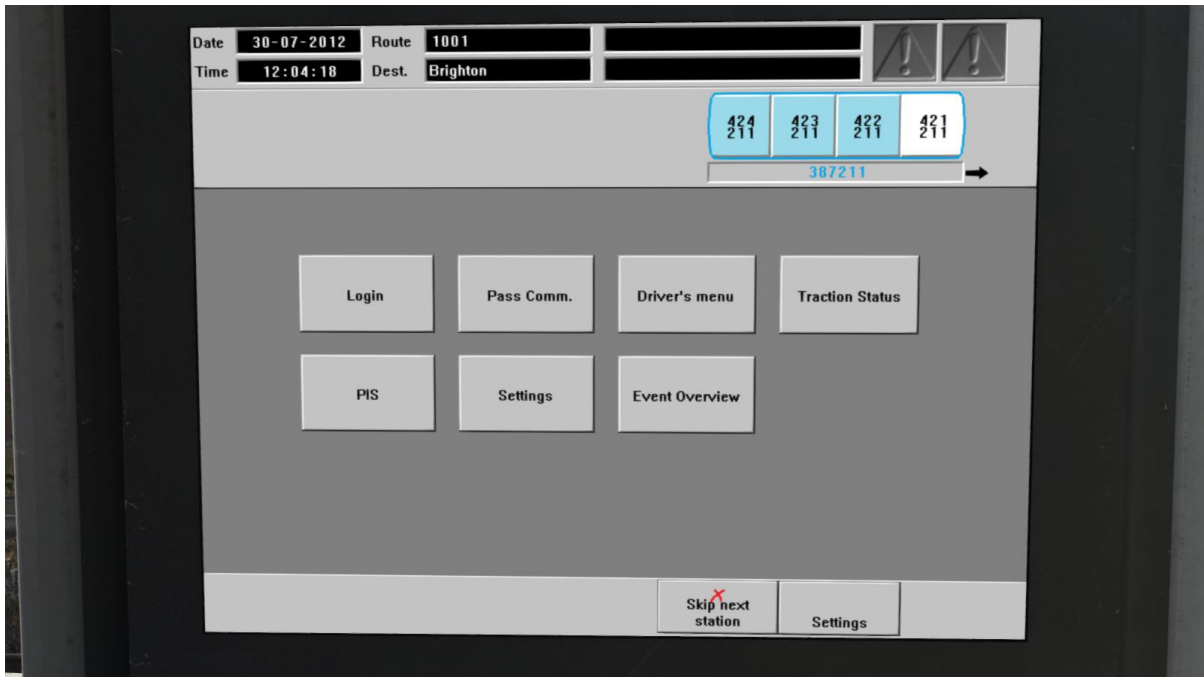 Date 30-07-2012 Route 1001
Time 12:04:18 Dest. Brighton
424 423 422 421
211 211 211 211
387211
Login Pass Comm. Driver's menu Traction Status
PIS Settings Event Overview
Skip next
station Settings